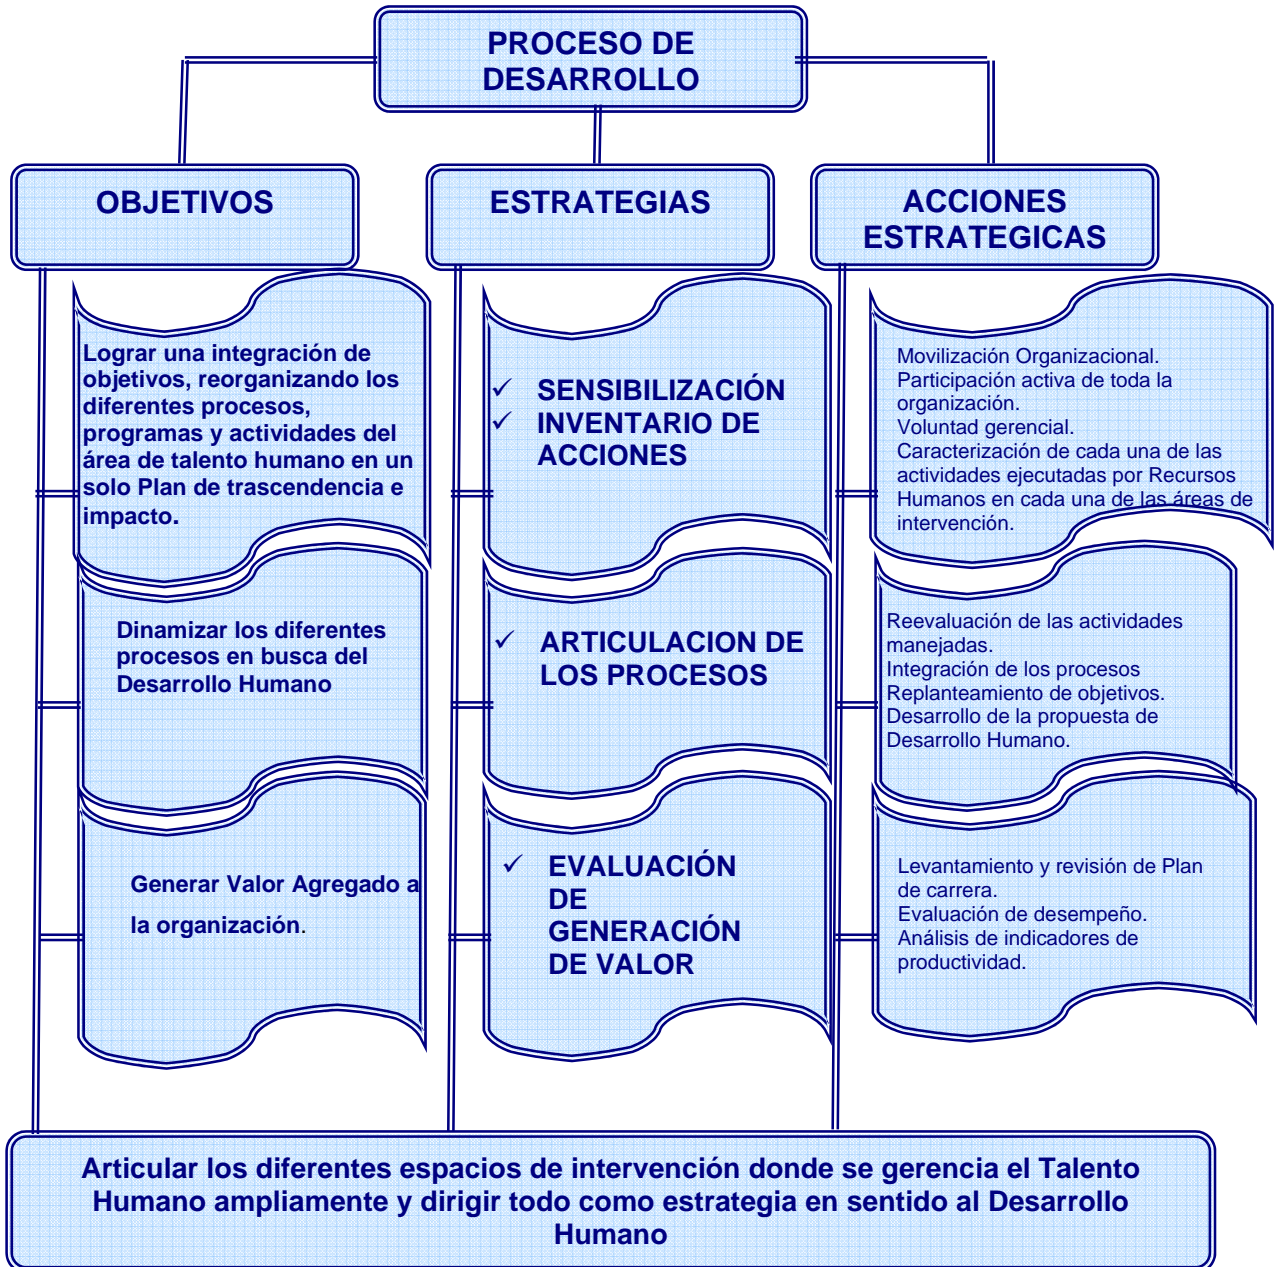 PROCESO DE
DESARROLLO
OBJETIVOS
ESTRATEGIAS
ACCIONES
ESTRATEGICAS
Lograr una integración de
objetivos, reorganizando los
diferentes procesos,
programas y actividades del
área de talento humano en un
solo Plan de trascendencia e
impacto.
✓ SENSIBILIZACIÓN
✓ INVENTARIO DE
ACCIONES
Movilización Organizacional.
Participación activa de toda la
organización.
Voluntad gerencial.
Caracterización de cada una de las
actividades ejecutadas por Recursos
Humanos en cada una de las áreas de
intervención.
Dinamizar los diferentes
procesos en busca del
Desarrollo Humano
✓ ARTICULACION DE
LOS PROCESOS
Reevaluación de las actividades
manejadas.
Integración de los procesos
Replanteamiento de objetivos.
Desarrollo de la propuesta de
Desarrollo Humano.
Generar Valor Agregado a
la organización.
✓ EVALUACIÓN
DE
GENERACIÓN
DE VALOR
Levantamiento y revisión de Plan
de carrera.
Evaluación de desempeño.
Análisis de indicadores de
productividad.
Articular los diferentes espacios de intervención donde se gerencia el Talento
Humano ampliamente y dirigir todo como estrategia en sentido al Desarrollo
Humano